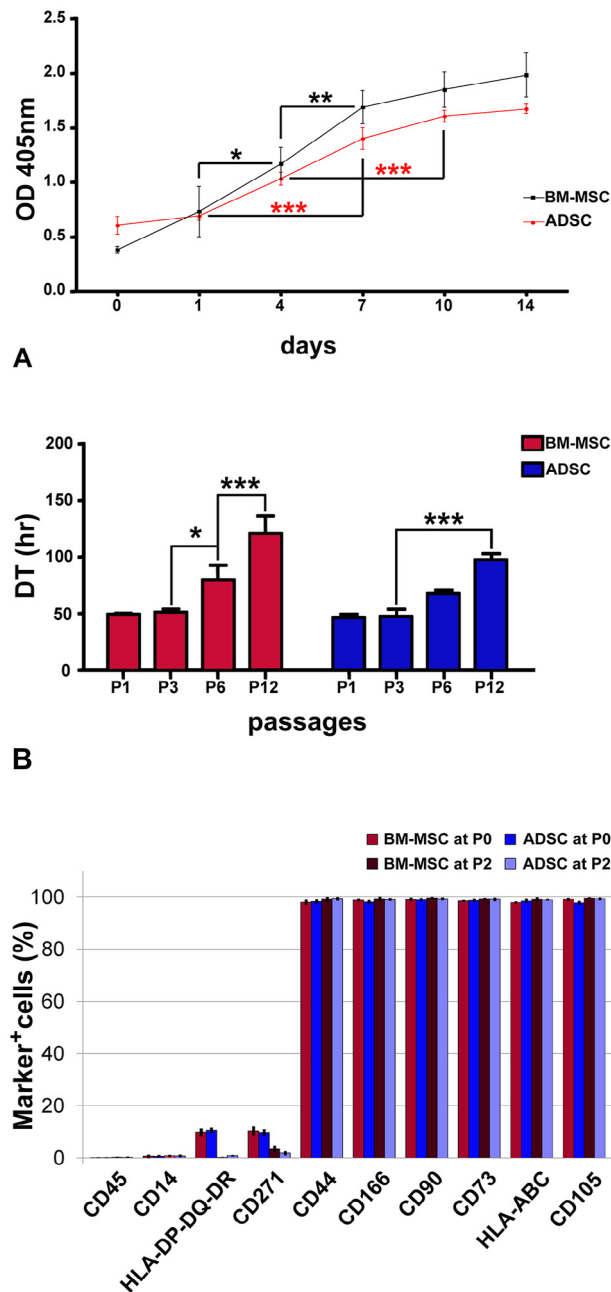 2.5
2.0
1.5
1.0
0.5
0.0
OD 405nm
*
**
***
***
BM-MSC
ADSC
0 1 4 7 10 14
days
A
200
150
100
50
0
DT (hr)
*
***
***
BM-MSC
ADSC
P1 P3 P6 P12 P1 P3 P6 P12
passages
B
BM-MSC at P0 ADSC at P0
BM-MSC at P2 ADSC at P2
100
80
60
40
20
0
Marker+cells (%)
CD45 CD14 HLA-DP-DQ-DR CD271 CD44 CD166 CD90 CD73 HLA-ABC CD105